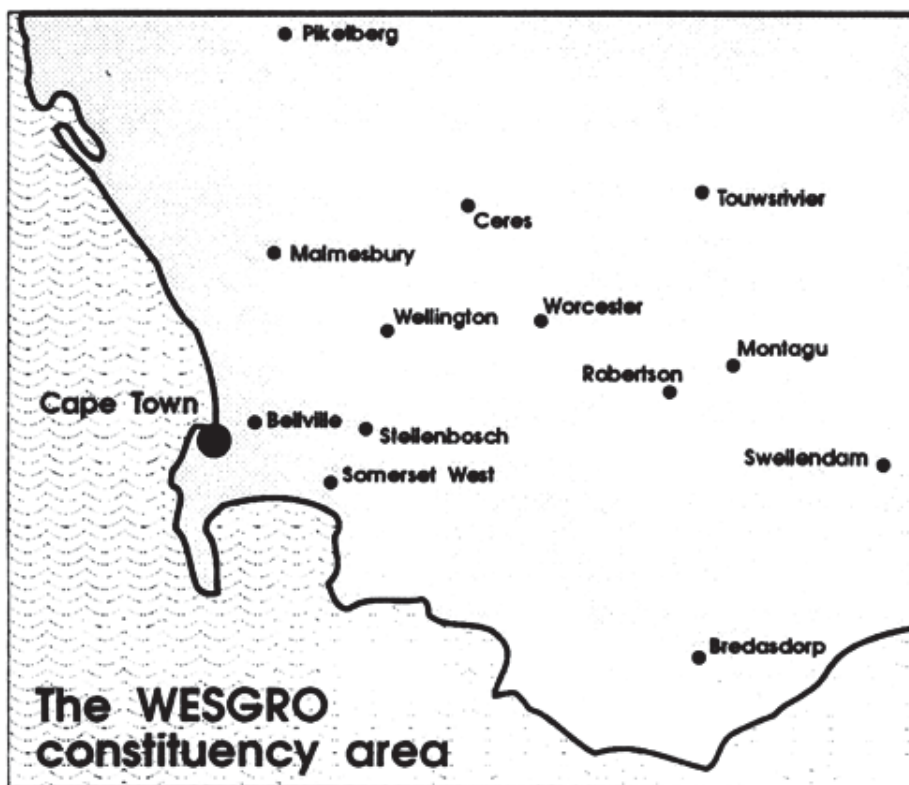 Pikelberg
Touwsrivier
Ceres
Malmesbury
Worcester
Wellington
Montagu
Robertson
Cape Town
Bellville
Stellenbosch
Swellendam
Somerset West
Bredasdorp
The WESGRO
constituency area